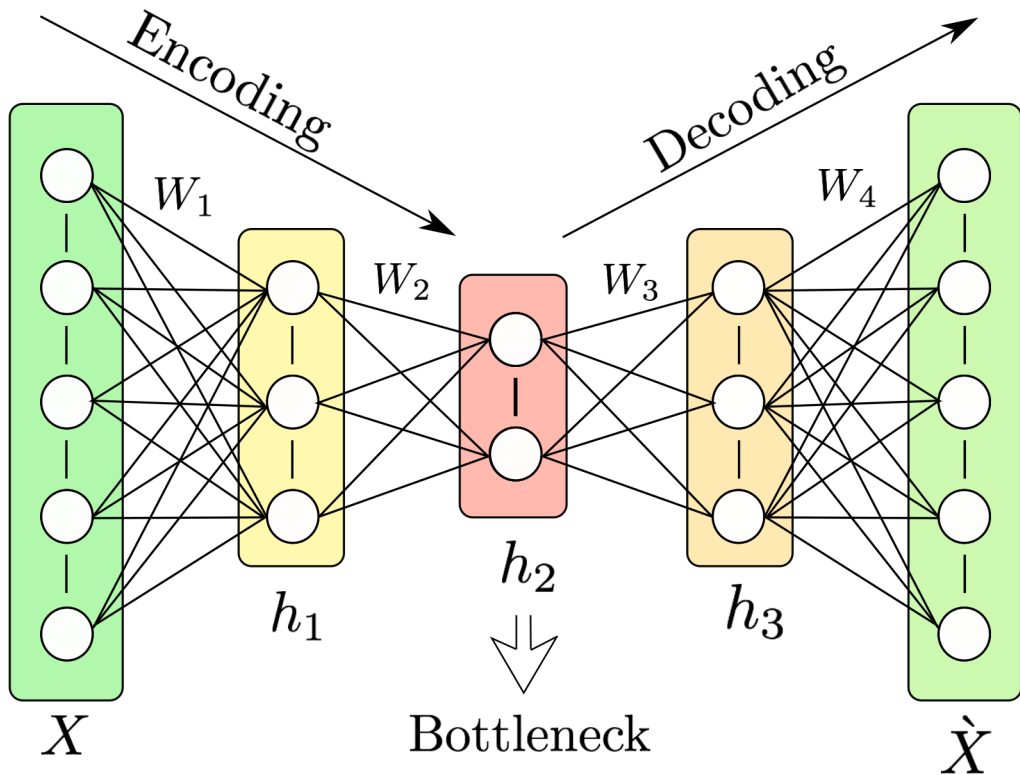 Encoding
Decoding
W₁
W₂
W₃
W₄
h₁
h₂
h₃
X
Bottleneck
X̀